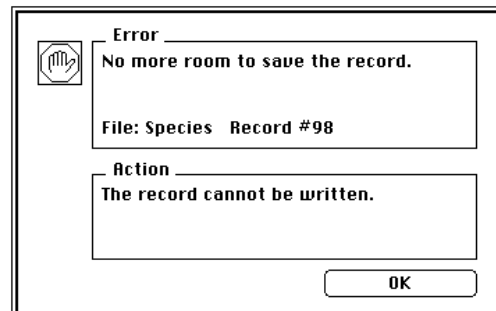 Error
No more room to save the record.
File: Species Record #98
Action
The record cannot be written.
OK